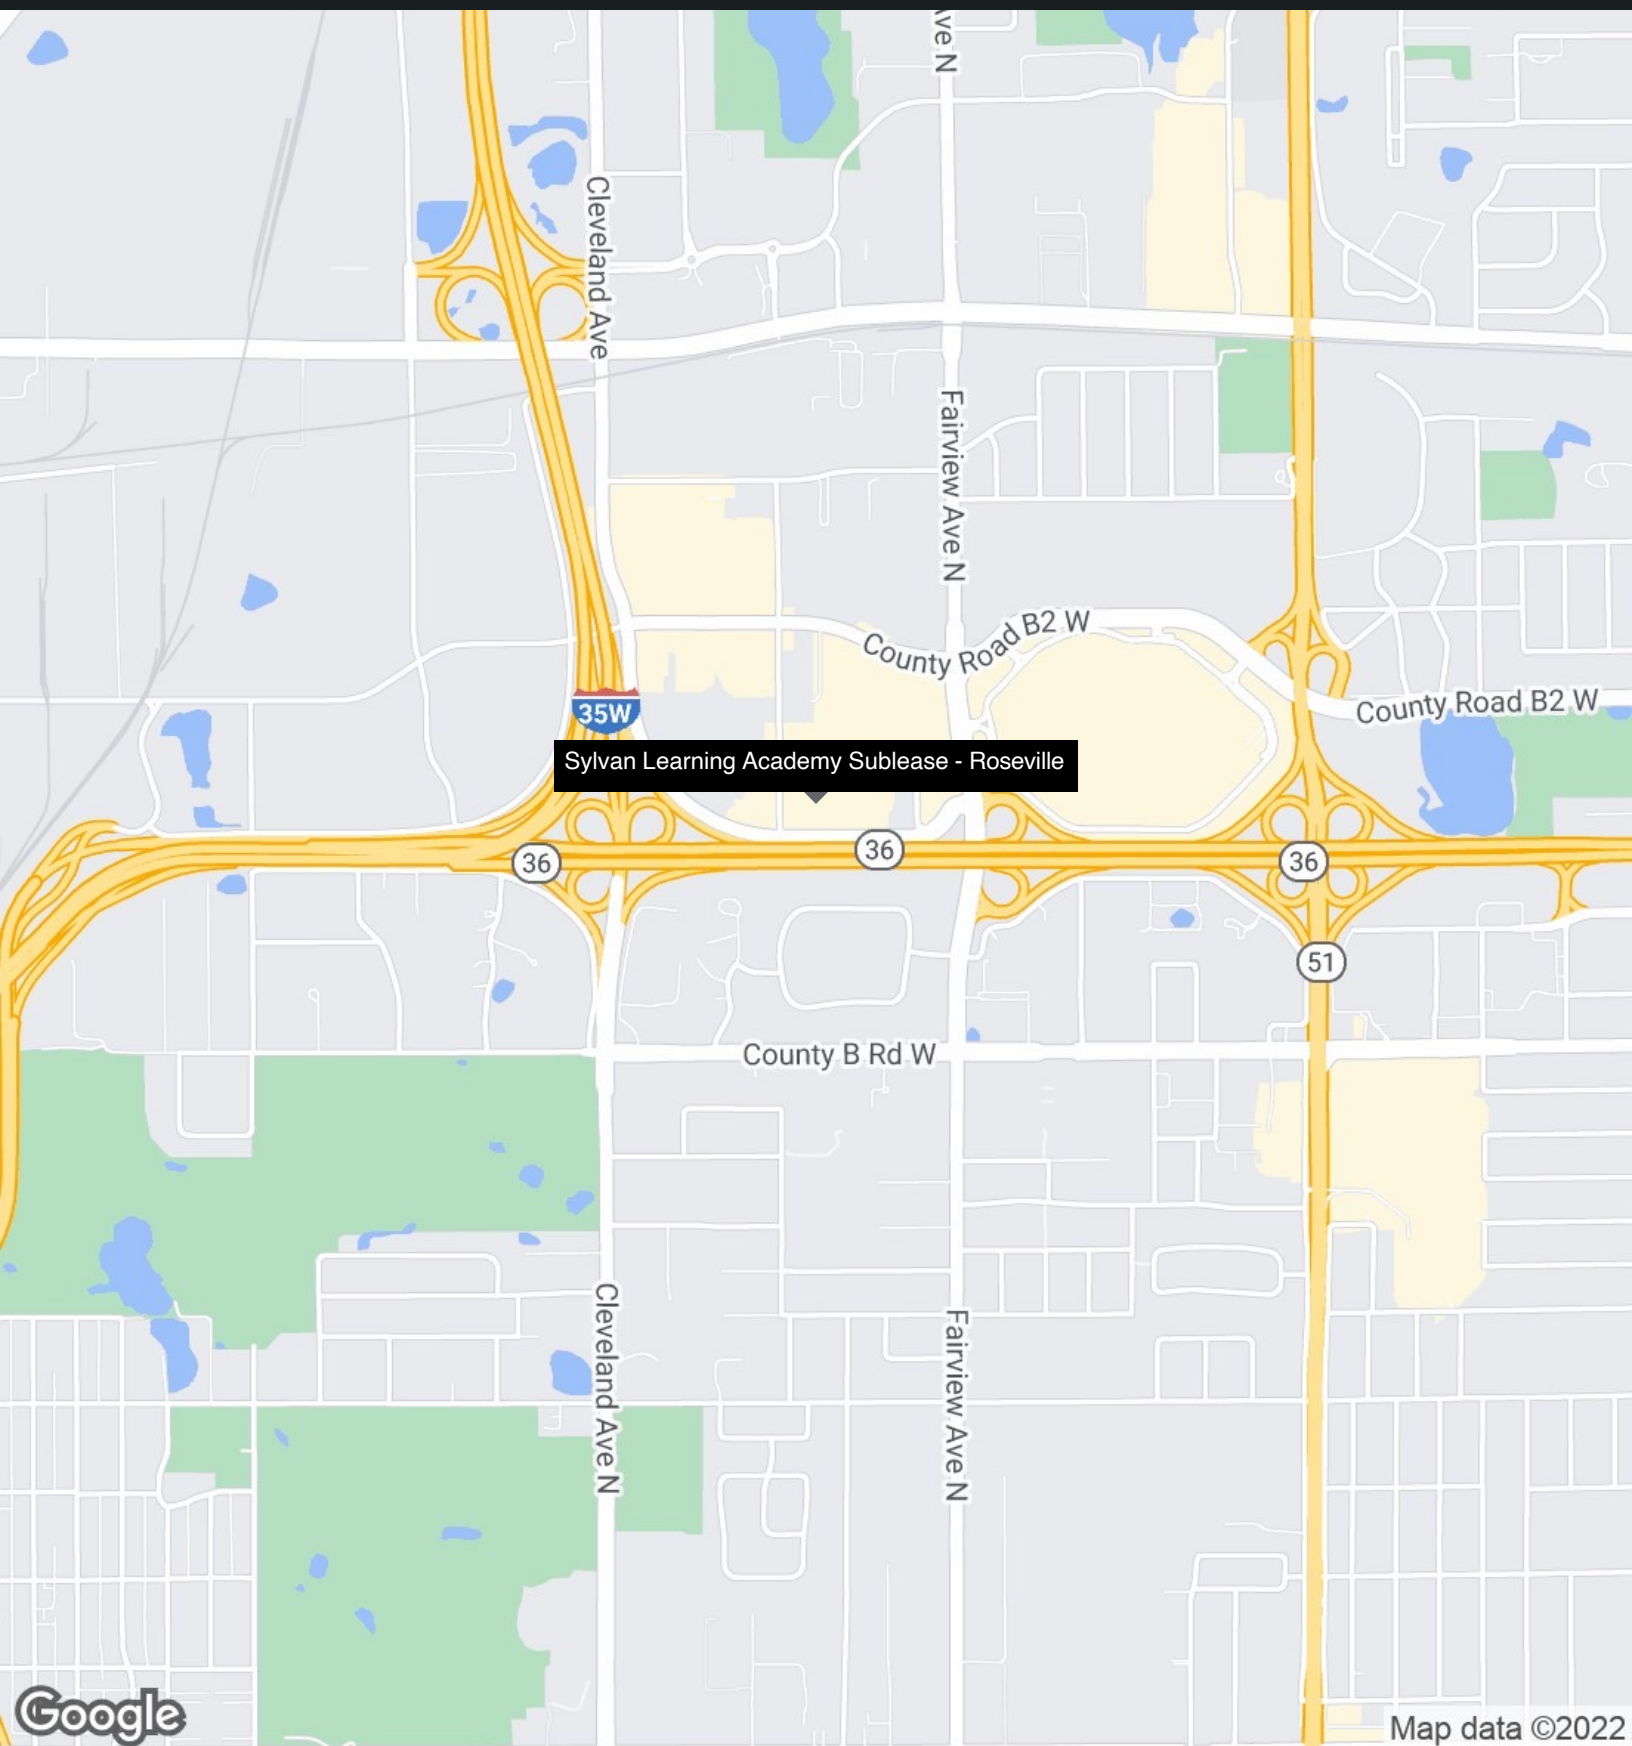 Ave N
Cleveland Ave
Fairview Ave N
County Road B2 W
County Road B2 W
35W
Sylvan Learning Academy Sublease - Roseville
36
36
36
51
County B Rd W
Cleveland Ave N
Fairview Ave N
Google
Map data ©2022